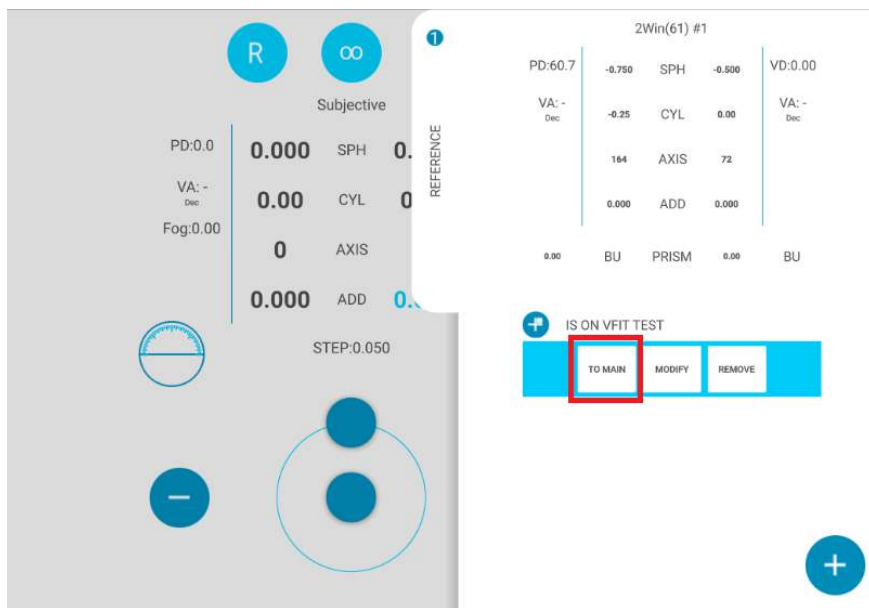 R
∞
Subjective
PD:0.0
0.000 SPH 0.
VA: -
Dec
0.00 CYL 0
Fog:0.00
0 AXIS
0.000 ADD 0.
STEP:0.050
−
1
REFERENCE
2Win(61) #1
PD:60.7 -0.750 SPH -0.500 VD:0.00
VA: - -0.25 CYL 0.00 VA: -
Dec Dec
164 AXIS 72
0.000 ADD 0.000
0.00 BU PRISM 0.00 BU
IS ON VFIT TEST
TO MAIN MODIFY REMOVE
+